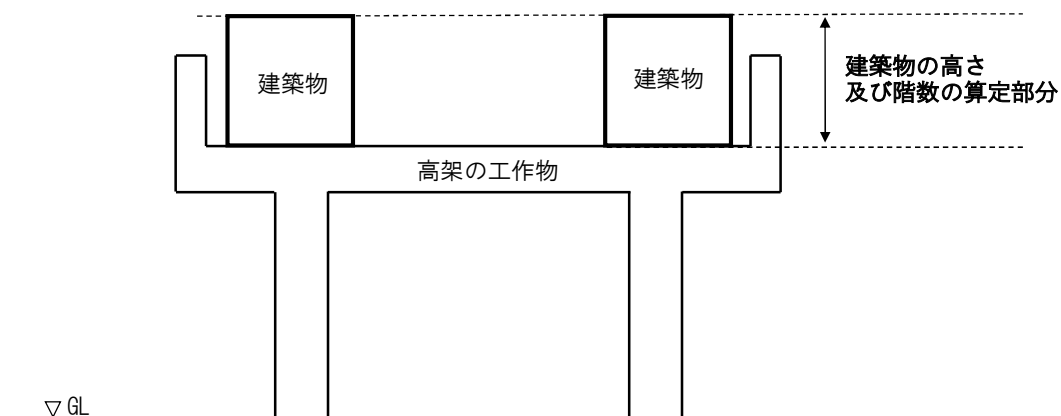 建築物
建築物
建築物の高さ
及び階数の算定部分
高架の工作物
▽GL